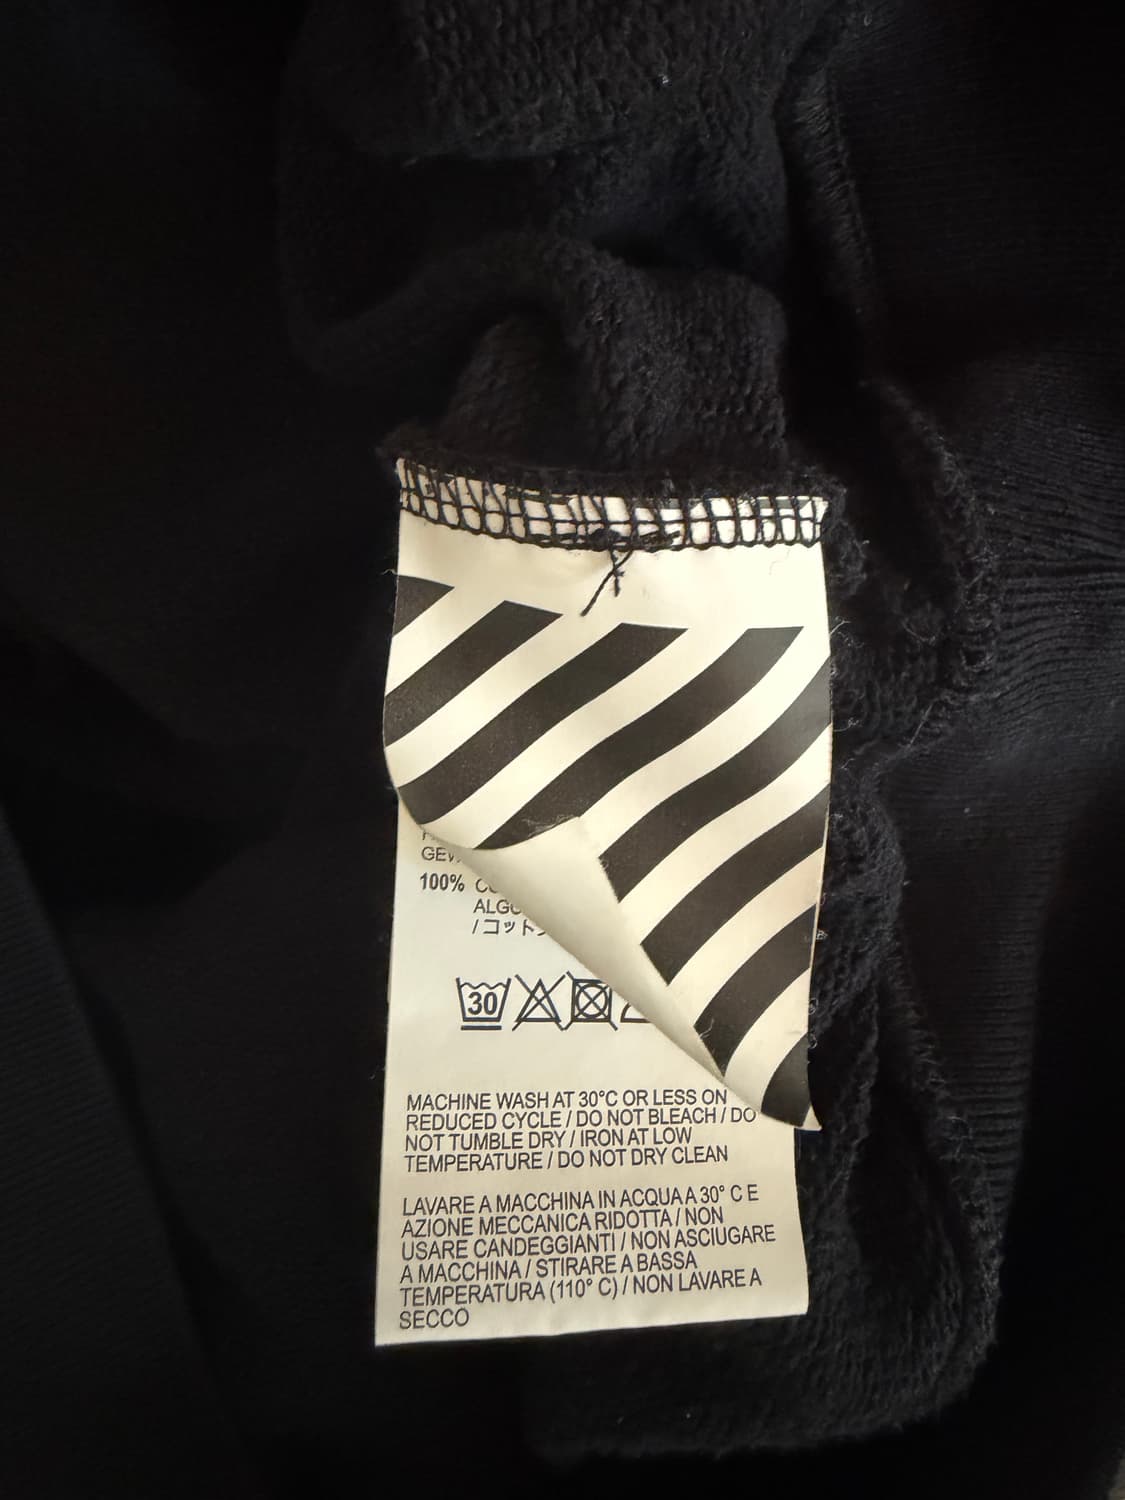 100%
/コット
30
MACHINE WASH AT 30°C OR LESS ON
REDUCED CYCLE / DO NOT BLEACH / DO
NOT TUMBLE DRY / IRON AT LOW
TEMPERATURE / DO NOT DRY CLEAN
LAVARE A MACCHINA IN ACQUA A 30° C E
AZIONE MECCANICA RIDOTTA / NON
USARE CANDEGGIANTI / NON ASCIUGARE
A MACCHINA / STIRARE A BASSA
TEMPERATURA (110° C) / NON LAVARE A
SECCO